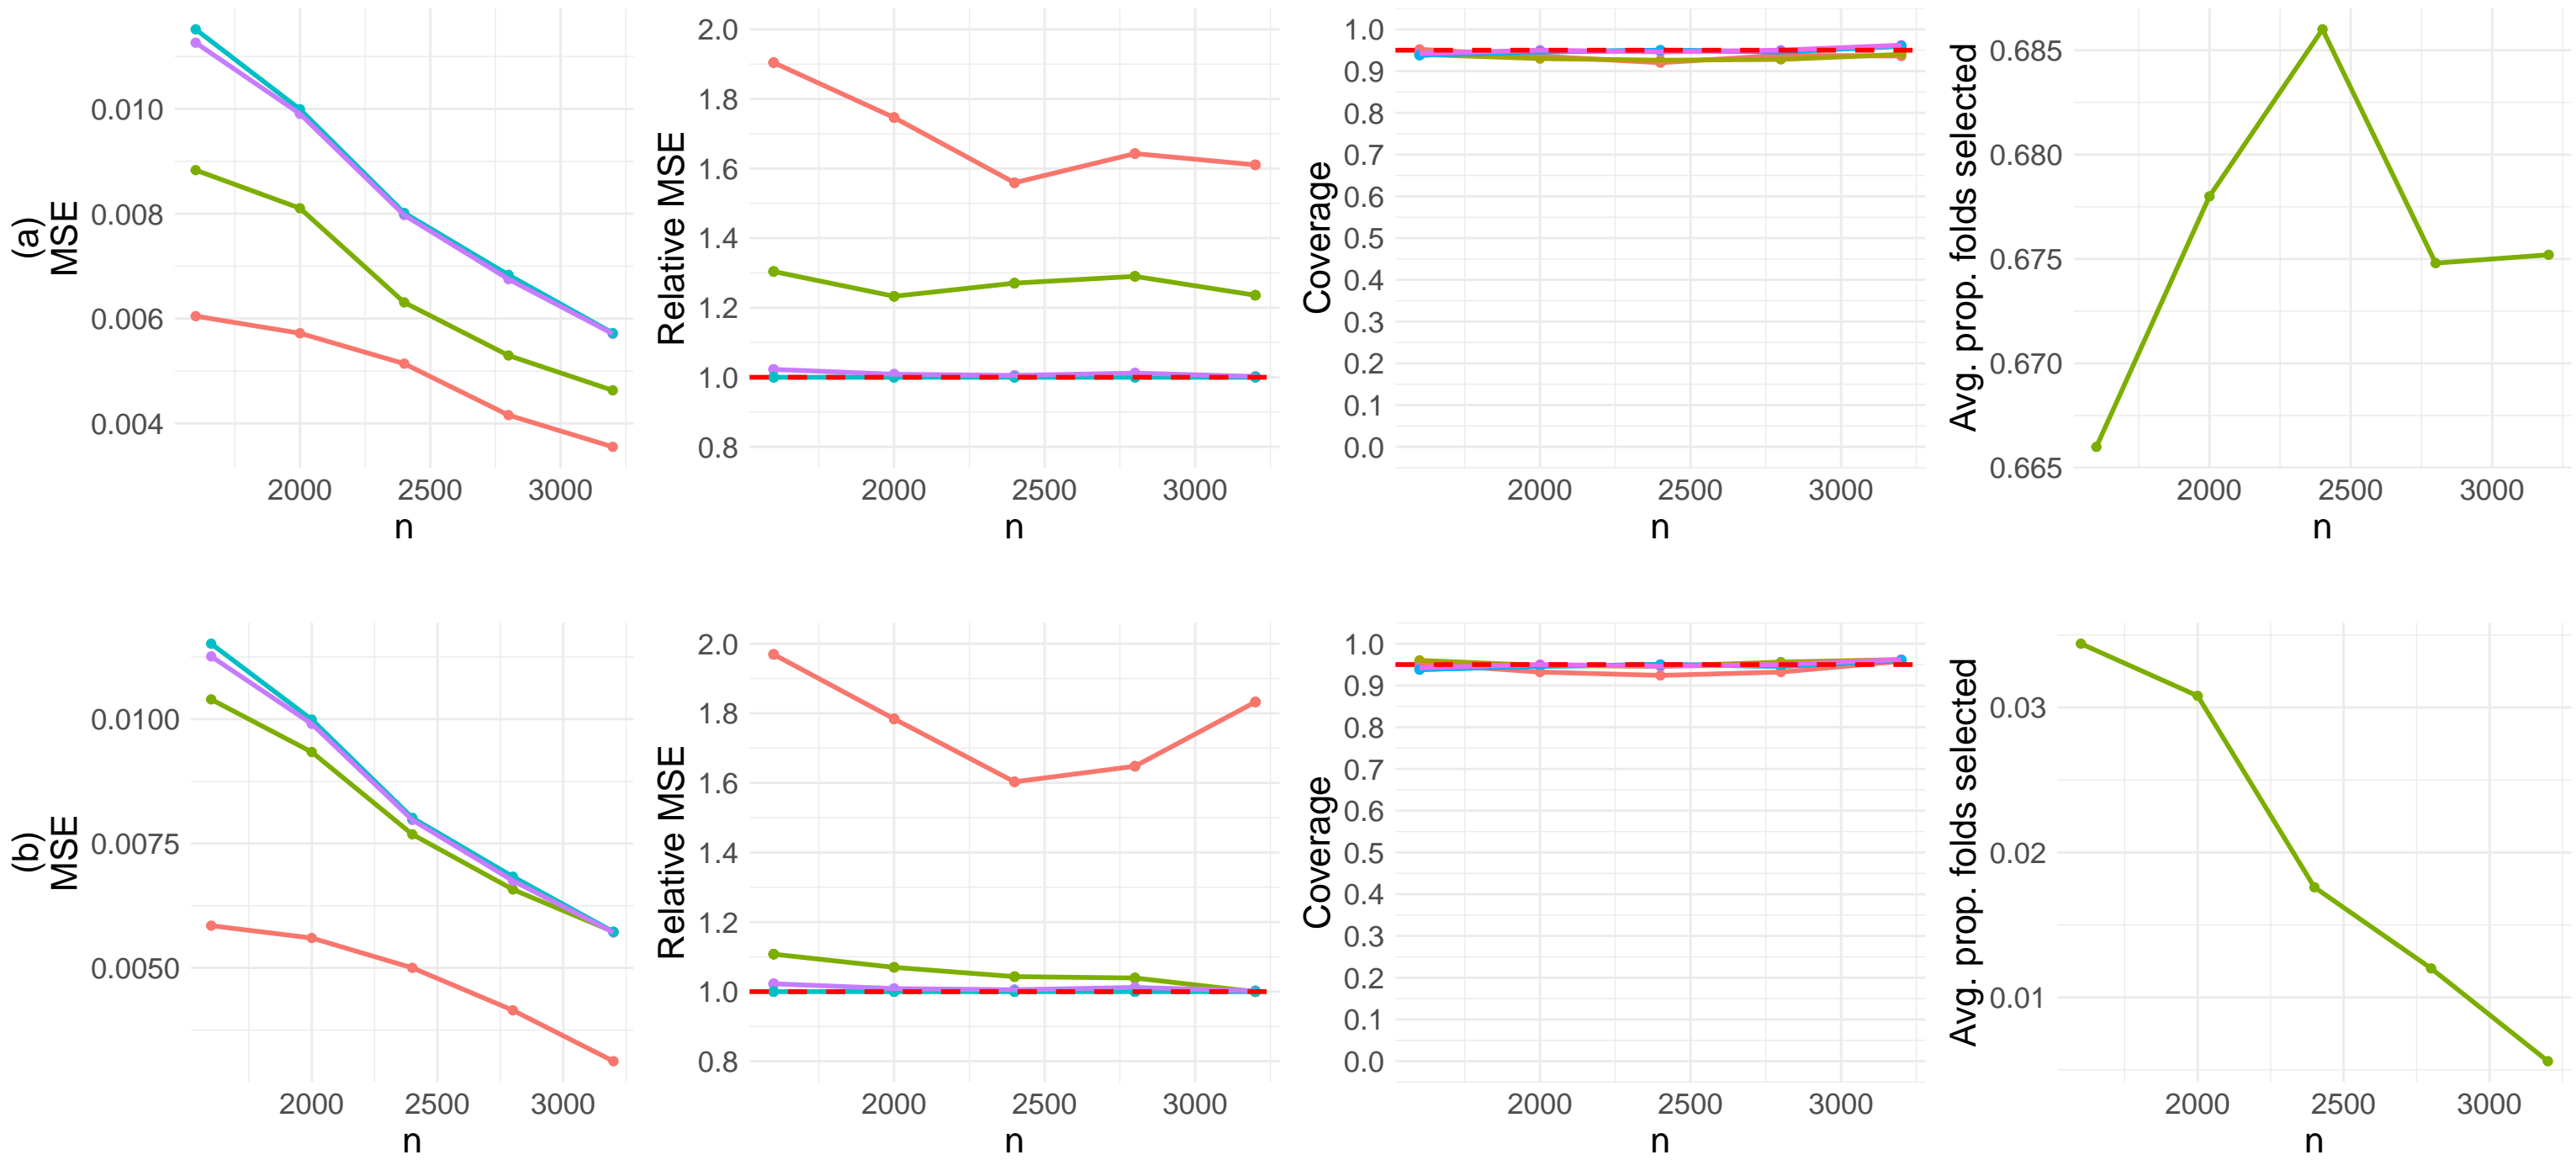 (a)
MSE
0.010
0.008
0.006
0.004
2000 2500 3000
n
Relative MSE
2.0
1.8
1.6
1.4
1.2
1.0
0.8
2000 2500 3000
n
Coverage
1.0
0.9
0.8
0.7
0.6
0.5
0.4
0.3
0.2
0.1
0.0
2000 2500 3000
n
Avg. prop. folds selected
0.685
0.680
0.675
0.670
0.665
2000 2500 3000
n
(b)
MSE
0.0100
0.0075
0.0050
2000 2500 3000
n
Relative MSE
2.0
1.8
1.6
1.4
1.2
1.0
0.8
2000 2500 3000
n
Coverage
1.0
0.9
0.8
0.7
0.6
0.5
0.4
0.3
0.2
0.1
0.0
2000 2500 3000
n
Avg. prop. folds selected
0.03
0.02
0.01
2000 2500 3000
n